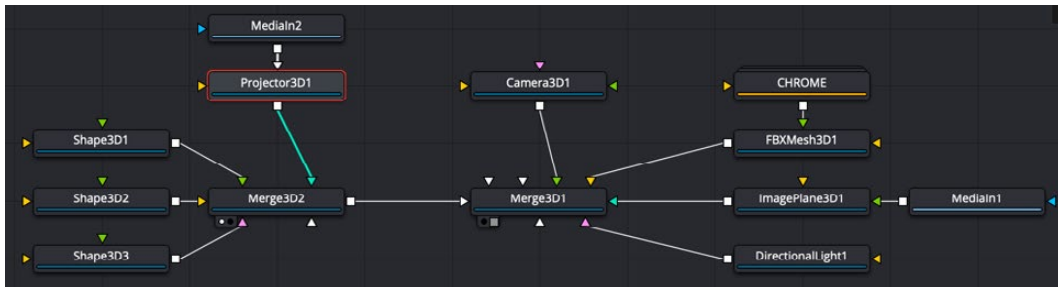 MediaIn2
Projector3D1
Camera3D1
CHROME
Shape3D1
FBXMesh3D1
Shape3D2
Merge3D2
Merge3D1
ImagePlane3D1
MediaIn1
Shape3D3
DirectionalLight1